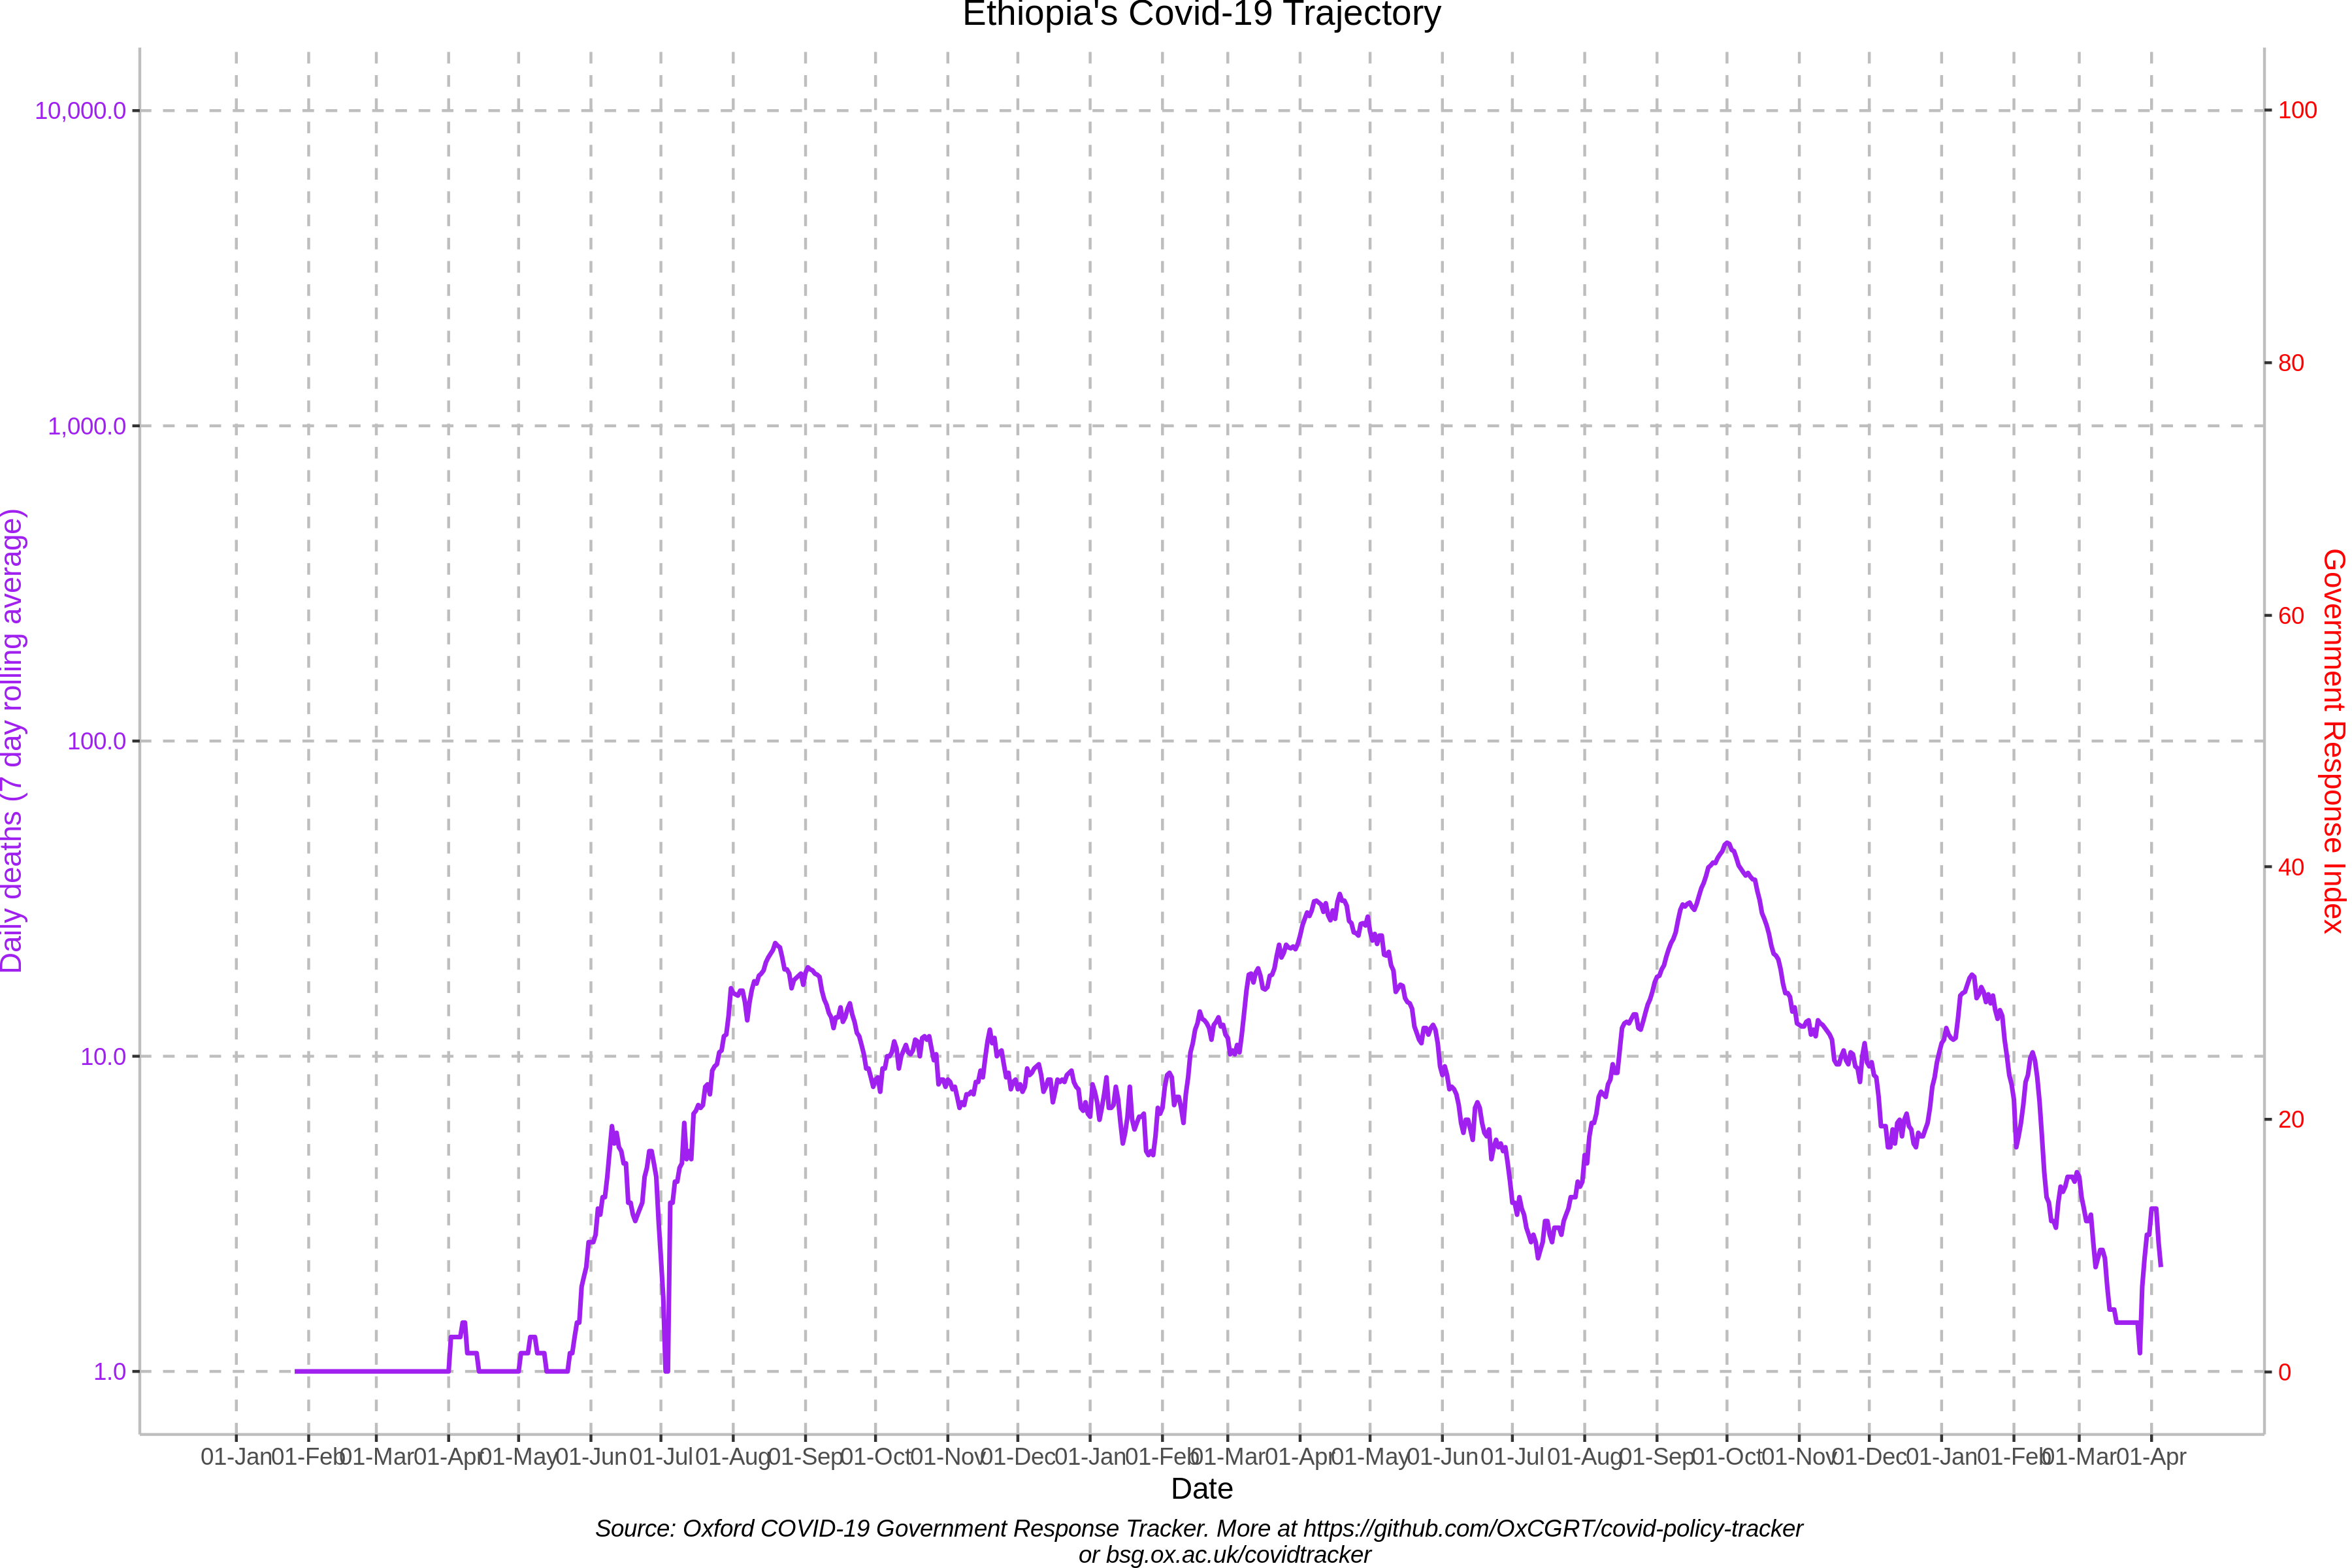 Ethiopia's Covid-19 Trajectory
10,000.0
1,000.0
100.0
10.0
1.0
Daily deaths (7 day rolling average)
100
80
60
40
20
0
Government Response Index
01-Jan 01-Feb 01-Mar 01-Apr 01-May 01-Jun 01-Jul 01-Aug 01-Sep 01-Oct 01-Nov 01-Dec 01-Jan 01-Feb 01-Mar 01-Apr 01-May 01-Jun 01-Jul 01-Aug 01-Sep 01-Oct 01-Nov 01-Dec 01-Jan 01-Feb 01-Mar 01-Apr
Date
Source: Oxford COVID-19 Government Response Tracker. More at https://github.com/OxCGRT/covid-policy-tracker
or bsg.ox.ac.uk/covidtracker